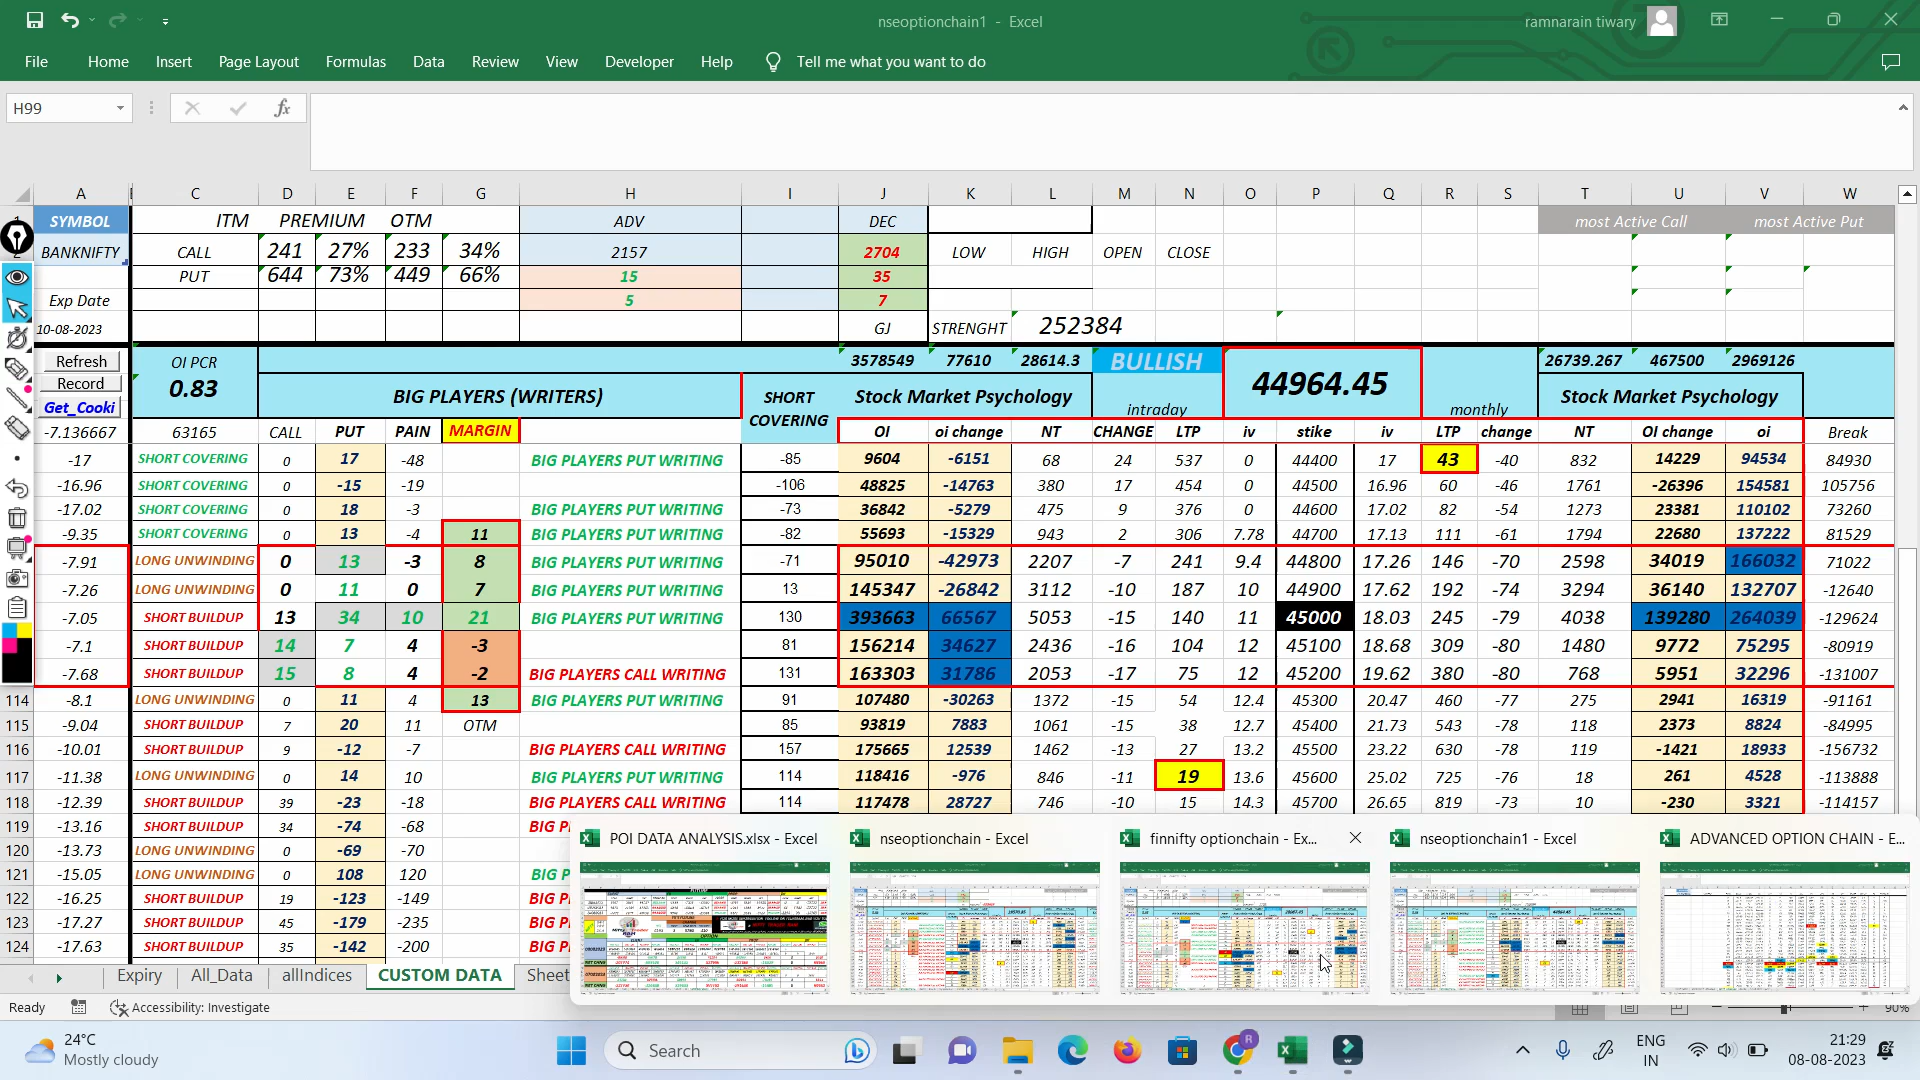 nseoptionchain1 - Excel
ramnarain tiwary
File Home Insert Page Layout Formulas Data Review View Developer Help Tell me what you want to do
H99
fx
A C D E F G H I J K L M N O P Q R S T U V W
SYMBOL ITM PREMIUM OTM ADV DEC most Active Call most Active Put
BANKNIFTY CALL 241 27% 233 34% 2157 2704 LOW HIGH OPEN CLOSE
PUT 644 73% 449 66% 15 35
Exp Date 5 7
10-08-2023 GJ STRENGHT 252384
Refresh OI PCR 3578549 77610 28614.3 BULLISH 44964.45 26739.267 467500 2969126
Record 0.83 BIG PLAYERS (WRITERS) SHORT COVERING Stock Market Psychology Stock Market Psychology
Get_Cooki intraday monthly
-7.136667 63165 CALL PUT PAIN MARGIN OI oi change NT CHANGE LTP iv stike iv LTP change NT OI change oi Break
-17 SHORT COVERING 0 17 -48 BIG PLAYERS PUT WRITING -85 9604 -6151 68 24 537 0 44400 17 43 -40 832 14229 94534 84930
-16.96 SHORT COVERING 0 -15 -19 -106 48825 -14763 380 17 454 0 44500 16.96 60 -46 1761 -26396 154581 105756
-17.02 SHORT COVERING 0 18 -3 BIG PLAYERS PUT WRITING -73 36842 -5279 475 9 376 0 44600 17.02 82 -54 1273 23381 110102 73260
-9.35 SHORT COVERING 0 13 -4 11 BIG PLAYERS PUT WRITING -82 55693 -15329 943 2 306 7.78 44700 17.13 111 -61 1794 22680 137222 81529
-7.91 LONG UNWINDING 0 13 -3 8 BIG PLAYERS PUT WRITING -71 95010 -42973 2207 -7 241 9.4 44800 17.26 146 -70 2598 34019 166032 71022
-7.26 LONG UNWINDING 0 11 0 7 BIG PLAYERS PUT WRITING 13 145347 -26842 3112 -10 187 10 44900 17.62 192 -74 3294 36140 132707 -12640
-7.05 SHORT BUILDUP 13 34 10 21 BIG PLAYERS PUT WRITING 130 393663 66567 5053 -15 140 11 45000 18.03 245 -79 4038 139280 264039 -129624
-7.1 SHORT BUILDUP 14 7 4 -3 81 156214 34627 2436 -16 104 12 45100 18.68 309 -80 1480 9772 75295 -80919
-7.68 SHORT BUILDUP 15 8 4 -2 BIG PLAYERS CALL WRITING 131 163303 31786 2053 -17 75 12 45200 19.62 380 -80 768 5951 32296 -131007
114 -8.1 LONG UNWINDING 0 11 4 13 BIG PLAYERS PUT WRITING 91 107480 -30263 1372 -15 54 12.4 45300 20.47 460 -77 275 2941 16319 -91161
115 -9.04 SHORT BUILDUP 7 20 11 OTM 85 93819 7883 1061 -15 38 12.7 45400 21.73 543 -78 118 2373 8824 -84995
116 -10.01 SHORT BUILDUP 9 -12 -7 BIG PLAYERS CALL WRITING 157 175665 12539 1462 -13 27 13.2 45500 23.22 630 -78 119 -1421 18933 -156732
117 -11.38 LONG UNWINDING 0 14 10 BIG PLAYERS PUT WRITING 114 118416 -976 846 -11 19 13.6 45600 25.02 725 -76 18 261 4528 -113888
118 -12.39 SHORT BUILDUP 39 -23 -18 BIG PLAYERS CALL WRITING 114 117478 28727 746 -10 15 14.3 45700 26.65 819 -73 10 -230 3321 -114157
119 -13.16 SHORT BUILDUP 34 -74 -68 BIG P
120 -13.73 LONG UNWINDING 0 -69 -70
121 -15.05 LONG UNWINDING 0 108 120 BIG P
122 -16.25 SHORT BUILDUP 19 -123 -149 BIG
123 -17.27 SHORT BUILDUP 45 -179 -235 BIG
124 -17.63 SHORT BUILDUP 35 -142 -200 BIG
POI DATA ANALYSIS.xlsx - Excel nseoptionchain - Excel finnifty optionchain - Ex... nseoptionchain1 - Excel ADVANCED OPTION CHAIN - E...
Expiry All_Data allIndices CUSTOM DATA Sheet
Ready Accessibility: Investigate 90%
24°C
Mostly cloudy
Search
ENG
IN
21:29
08-08-2023